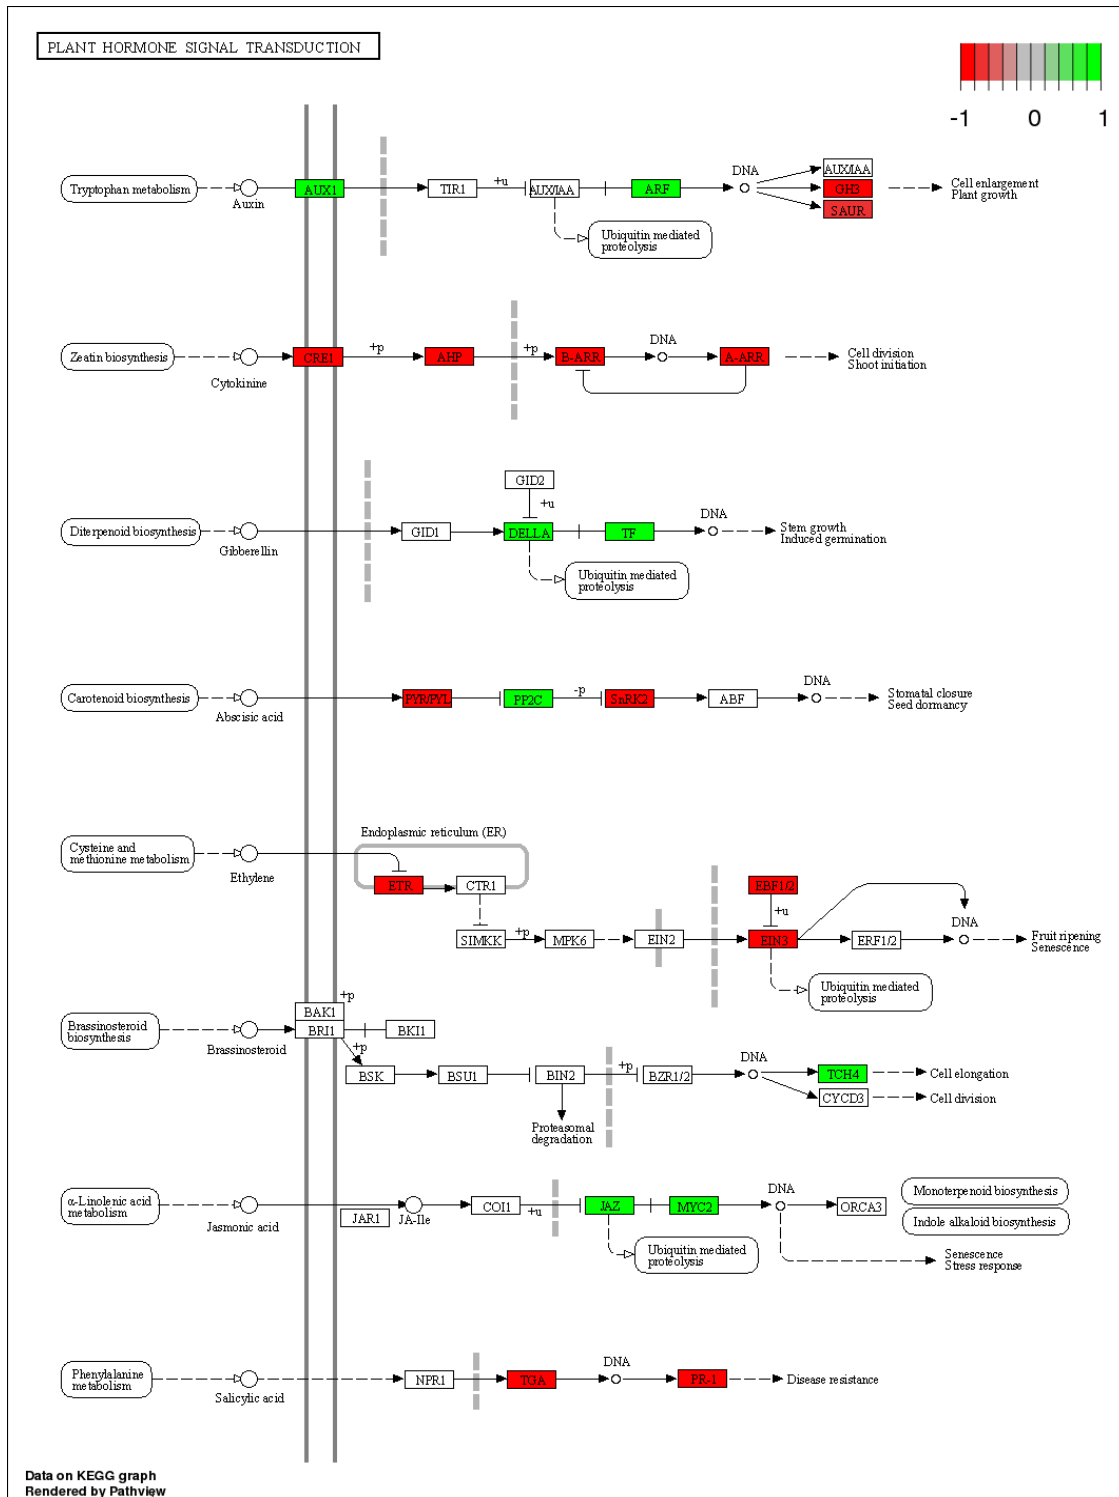 PLANT HORMONE SIGNAL TRANSDUCTION
-1 0 1
Tryptophan metabolism
Auxin
AUX1
TIR1
+u
AUX/IAA
ARF
DNA
AUX/IAA
GH3
SAUR
Cell enlargement
Plant growth
Ubiquitin mediated
proteolysis
Zeatin biosynthesis
Cytokinine
CRE1
+p
AHP
+p
B-ARR
DNA
A-ARR
Cell division
Shoot initiation
GID2
+u
Diterpenoid biosynthesis
Gibberellin
GID1
DELLA
TF
DNA
Stem growth
Induced germination
Ubiquitin mediated
proteolysis
Carotenoid biosynthesis
Abscisic acid
PYR/PYL
PP2C
-p
SnRK2
ABF
DNA
Stomatal closure
Seed dormancy
Endoplasmic reticulum (ER)
Cysteine and
methionine metabolism
Ethylene
ETR
CTR1
EBF1/2
+u
SIMKK
+p
MPK6
EIN2
EIN3
ERF1/2
DNA
Fruit ripening
Senescence
Ubiquitin mediated
proteolysis
Brassinosteroid
biosynthesis
Brassinosteroid
BAK1
+p
BRI1
BKI1
+p
BSK
BSU1
BIN2
+p
BZR1/2
DNA
TCH4
Cell elongation
CYCD3
Cell division
Proteasomal
degradation
α-Linolenic acid
metabolism
Jasmonic acid
JAR1
JA-Ile
COI1
+u
JAZ
MYC2
DNA
ORCA3
Monoterpenoid biosynthesis
Indole alkaloid biosynthesis
Ubiquitin mediated
proteolysis
Senescence
Stress response
Phenylalanine
metabolism
Salicylic acid
NPR1
TGA
DNA
PR-1
Disease resistance
Data on KEGG graph
Rendered by Pathview